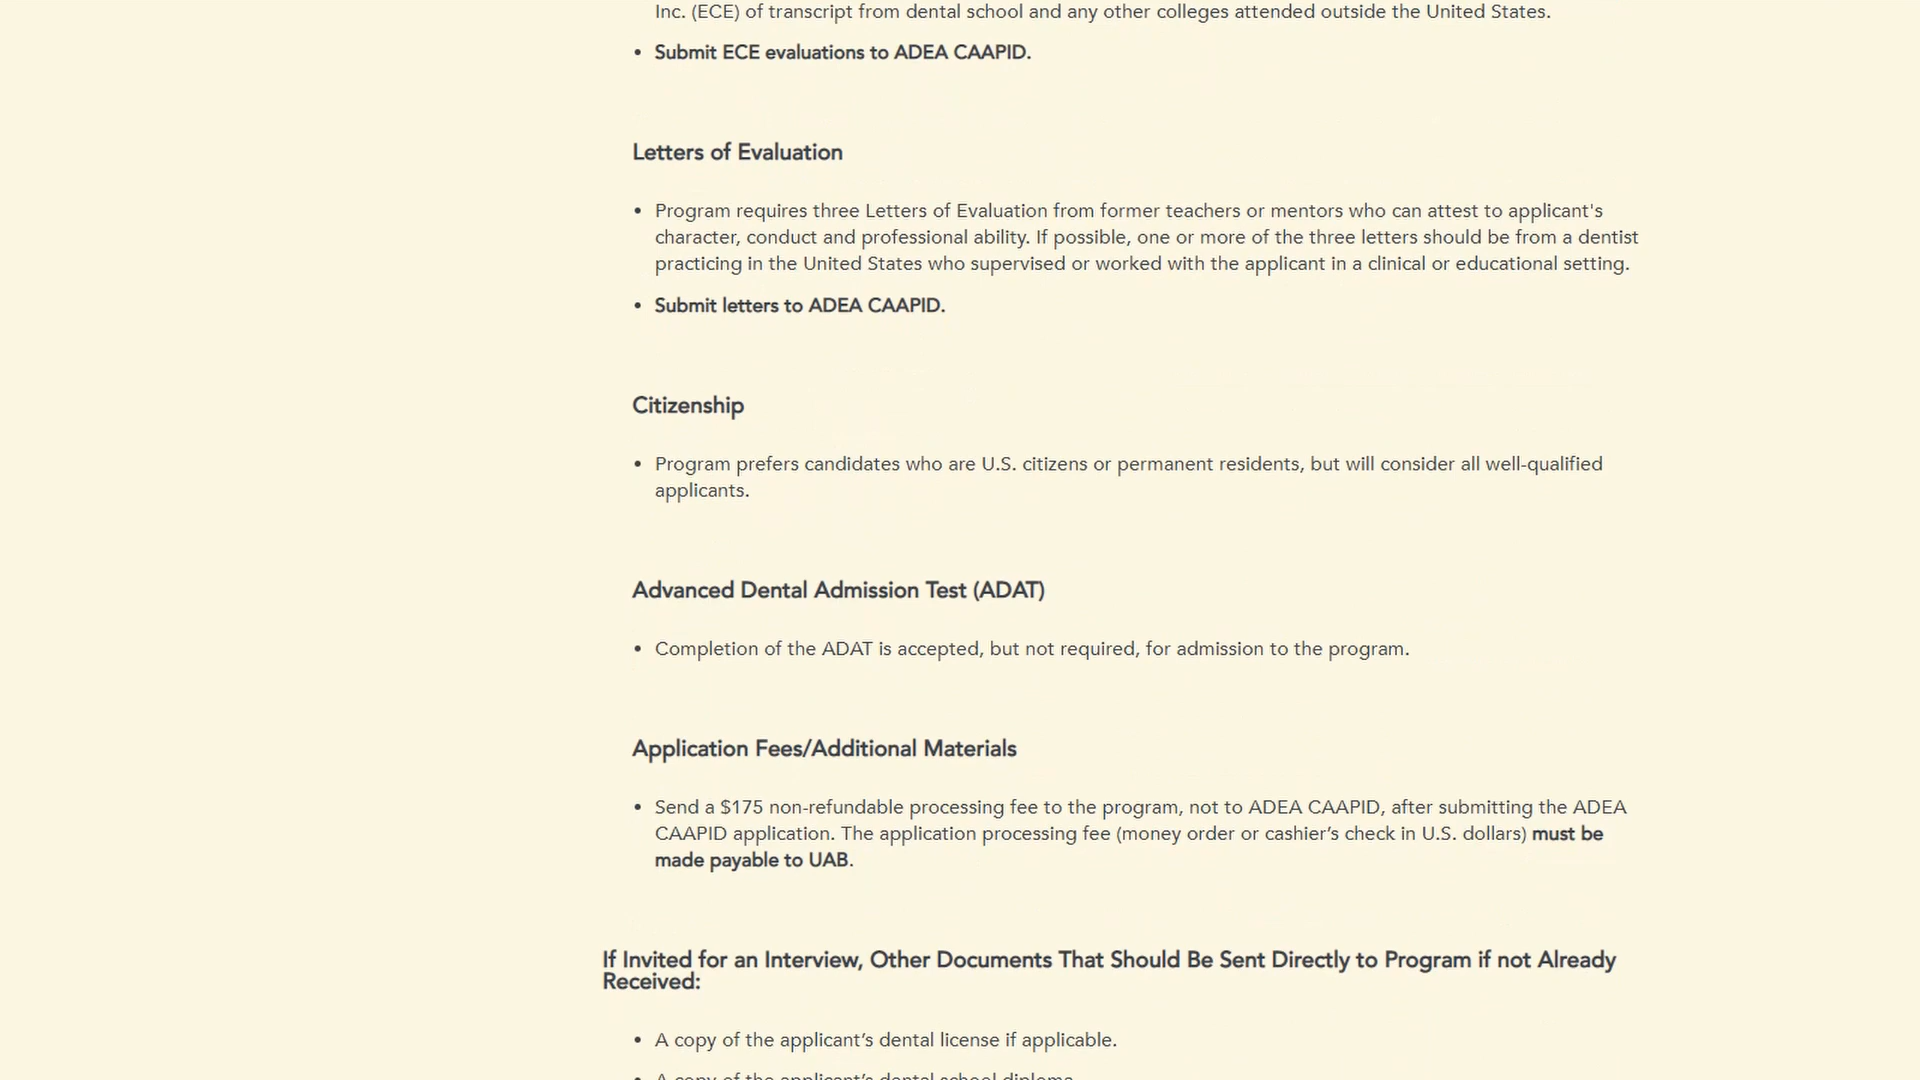 Inc. (ECE) of transcript from dental school and any other colleges attended outside the United States.
• Submit ECE evaluations to ADEA CAAPID.
Letters of Evaluation
• Program requires three Letters of Evaluation from former teachers or mentors who can attest to applicant's
character, conduct and professional ability. If possible, one or more of the three letters should be from a dentist
practicing in the United States who supervised or worked with the applicant in a clinical or educational setting.
• Submit letters to ADEA CAAPID.
Citizenship
• Program prefers candidates who are U.S. citizens or permanent residents, but will consider all well-qualified
applicants.
Advanced Dental Admission Test (ADAT)
• Completion of the ADAT is accepted, but not required, for admission to the program.
Application Fees/Additional Materials
• Send a $175 non-refundable processing fee to the program, not to ADEA CAAPID, after submitting the ADEA
CAAPID application. The application processing fee (money order or cashier’s check in U.S. dollars) must be
made payable to UAB.
If Invited for an Interview, Other Documents That Should Be Sent Directly to Program if not Already
Received:
• A copy of the applicant’s dental license if applicable.
• A copy of the applicant’s dental school diploma.